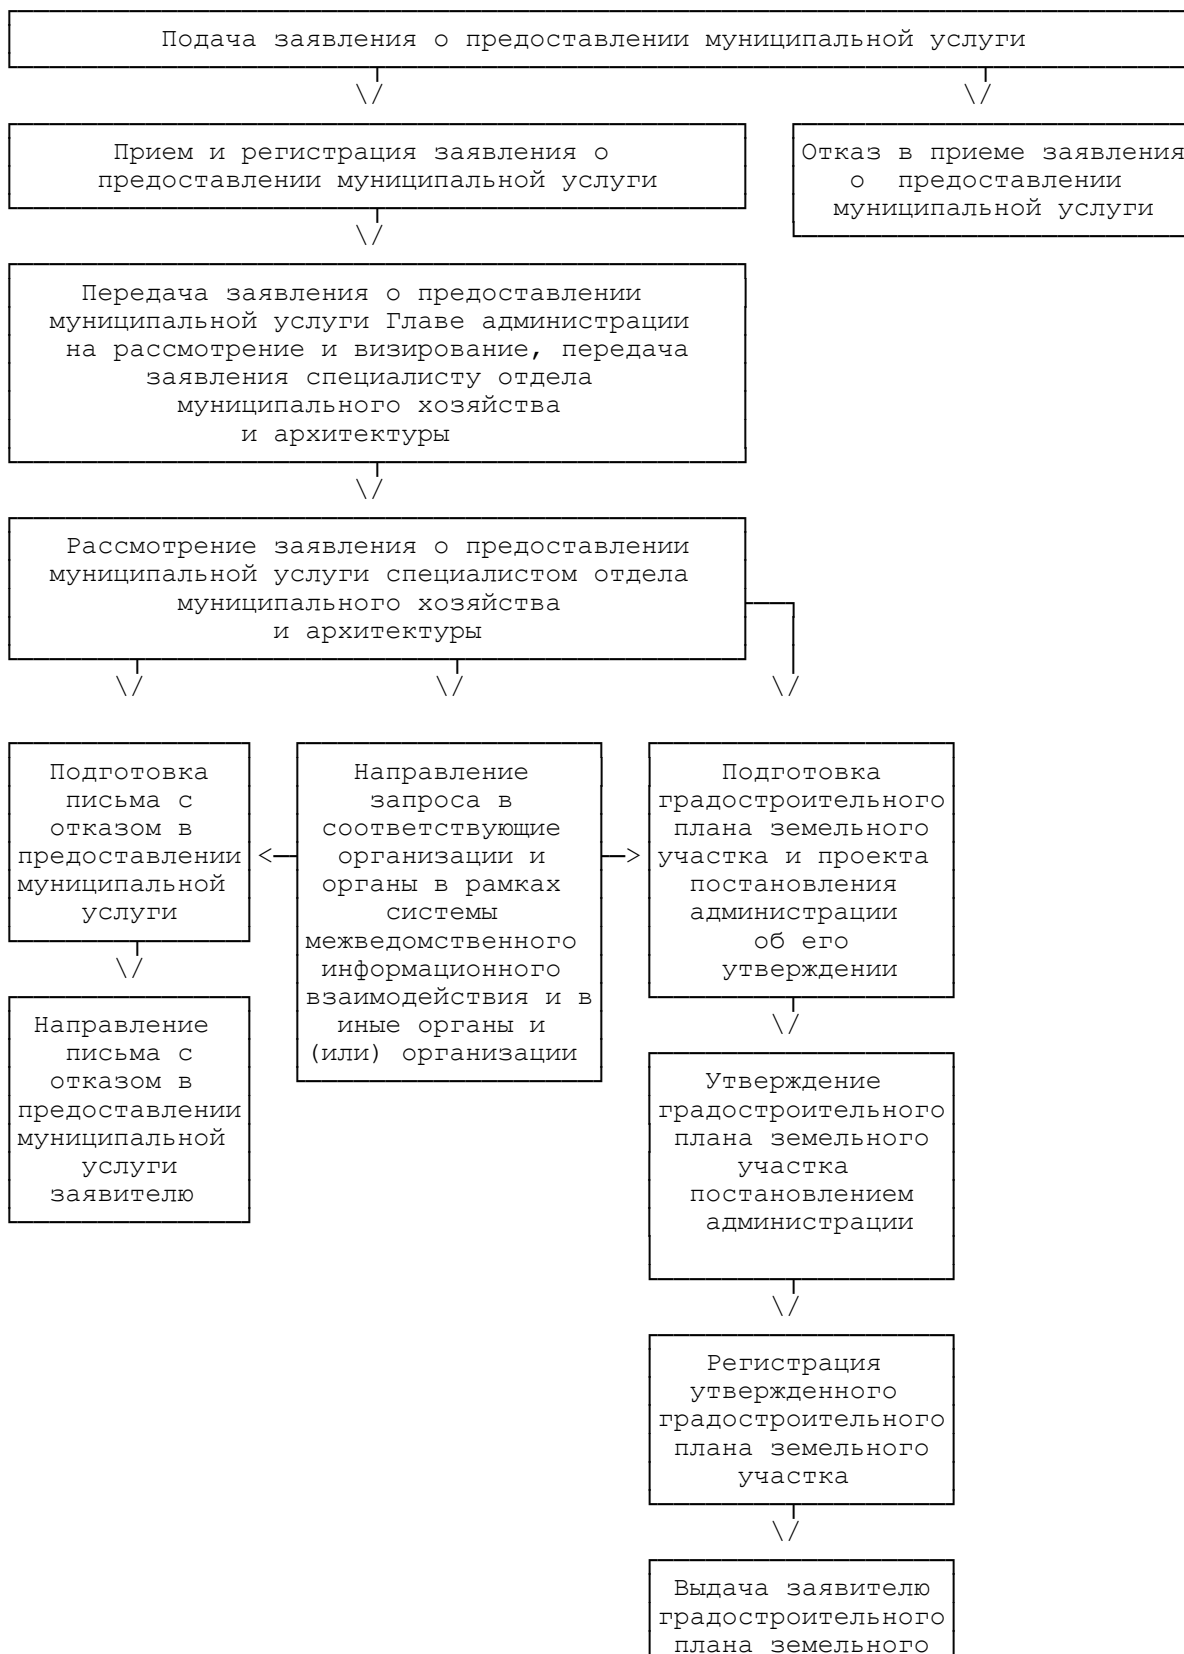 Подача заявления о предоставлении муниципальной услуги
Прием и регистрация заявления о
предоставлении муниципальной услуги
Отказ в приеме заявления
о предоставлении
муниципальной услуги
Передача заявления о предоставлении
муниципальной услуги Главе администрации
на рассмотрение и визирование, передача
заявления специалисту отдела
муниципального хозяйства
и архитектуры
Рассмотрение заявления о предоставлении
муниципальной услуги специалистом отдела
муниципального хозяйства
и архитектуры
Подготовка
письма с
отказом в
предоставлении
муниципальной
услуги
Направление
запроса в
соответствующие
организации и
органы в рамках
системы
межведомственного
информационного
взаимодействия и в
иные органы и
(или) организации
Подготовка
градостроительного
плана земельного
участка и проекта
постановления
администрации
об его
утверждении
Направление
письма с
отказом в
предоставлении
муниципальной
услуги
заявителю
Утверждение
градостроительного
плана земельного
участка
постановлением
администрации
Регистрация
утвержденного
градостроительного
плана земельного
участка
Выдача заявителю
градостроительного
плана земельного